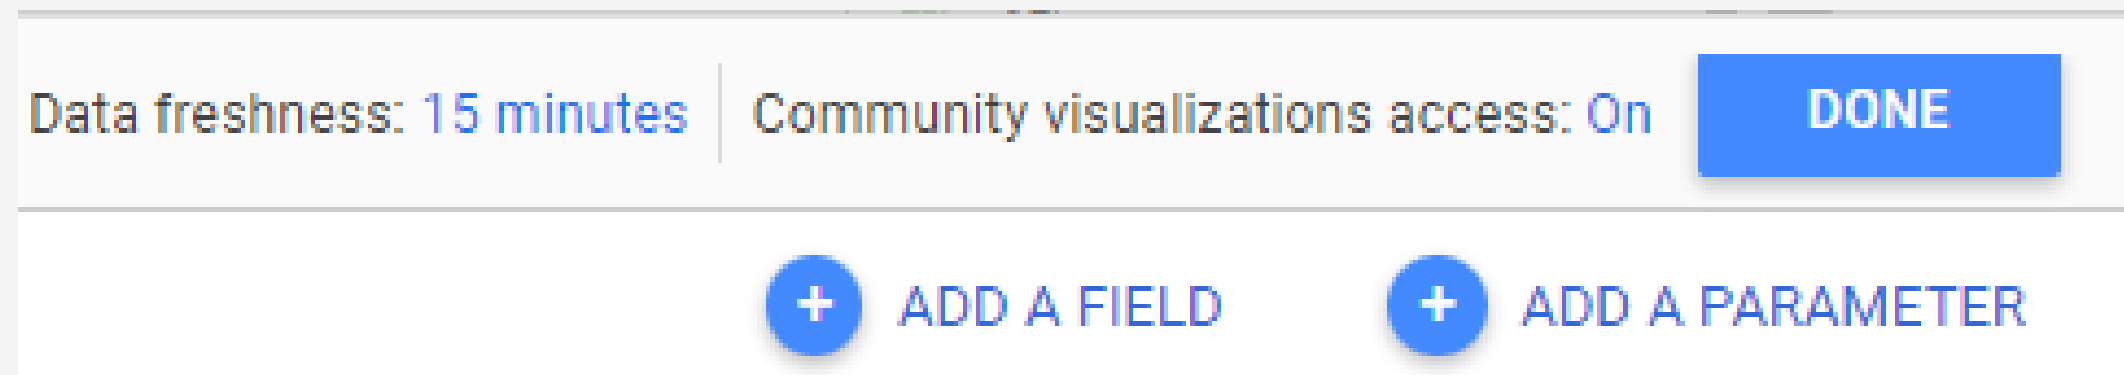 Data freshness: 15 minutes Community visualizations access: On DONE
+ ADD A FIELD + ADD A PARAMETER